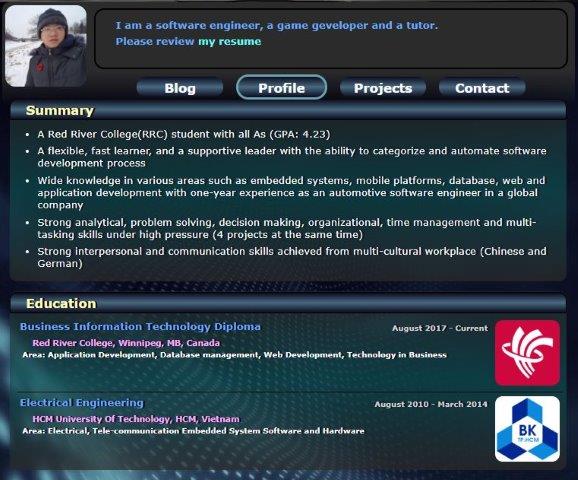 I am a software engineer, a game geveloper and a tutor.
Please review my resume
Blog
Profile
Projects
Contact
Summary
• A Red River College(RRC) student with all As (GPA: 4.23)
• A flexible, fast learner, and a supportive leader with the ability to categorize and automate software
development process
• Wide knowledge in various areas such as embedded systems, mobile platforms, database, web and
application development with one-year experience as an automotive software engineer in a global
company
• Strong analytical, problem solving, decision making, organizational, time management and multi-
tasking skills under high pressure (4 projects at the same time)
• Strong interpersonal and communication skills achieved from multi-cultural workplace (Chinese and
German)
Education
Business Information Technology Diploma
August 2017 - Current
Red River College, Winnipeg, MB, Canada
Area: Application Development, Database management, Web Development, Technology in Business
Electrical Engineering
August 2010 - March 2014
HCM University Of Technology, HCM, Vietnam
Area: Electrical, Tele-communication Embedded System Software and Hardware
BK
TP.HCM